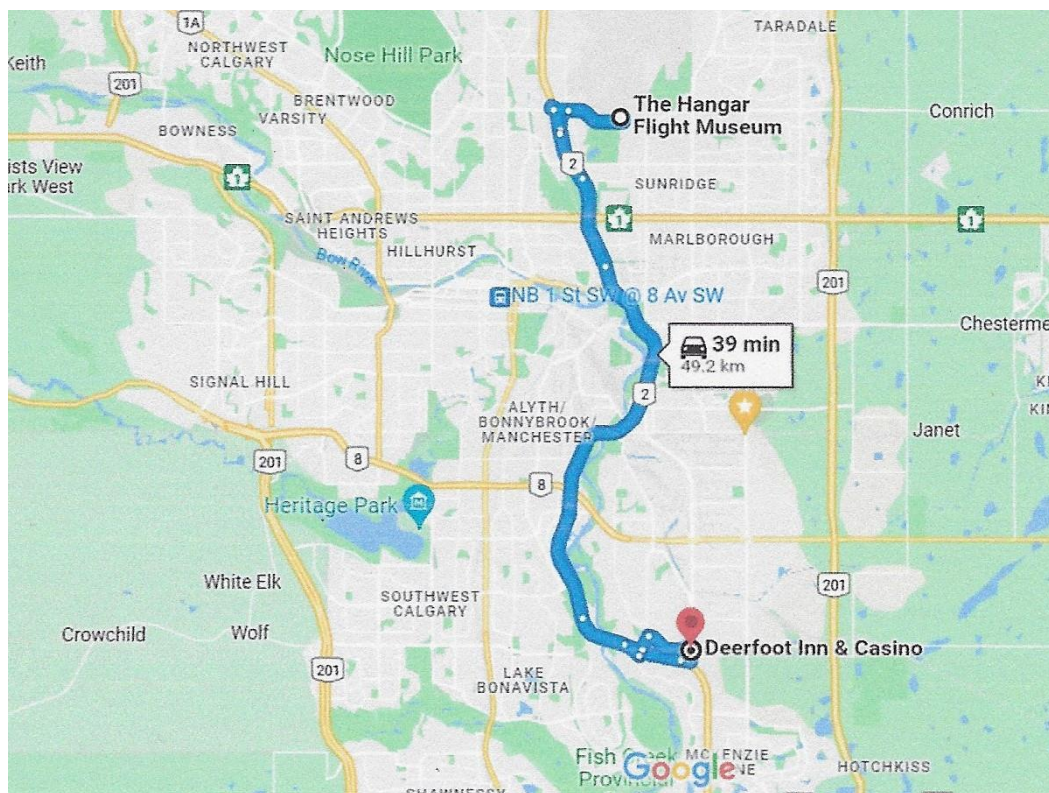 1A
TARADALE
NORTHWEST
CALGARY
Nose Hill Park
Keith
201
BRENTWOOD
VARSITY
The Hangar
Flight Museum
Conrich
BOWNESS
ists View
rk West
1
2
SUNRIDGE
SAINT ANDREWS
HEIGHTS
1
1
HILLHURST
MARLBOROUGH
Bow River
201
NB 1 St SW @ 8 Av SW
Chesterme
39 min
49.2 km
SIGNAL HILL
2
ALYTH/
BONNYBROOK/
MANCHESTER
Janet
201
8
8
Heritage Park
White Elk
SOUTHWEST
CALGARY
201
Crowchild
Wolf
Deerfoot Inn & Casino
201
LAKE
BONAVISTA
Fish Creek
Provincial
Google
HOTCHKISS